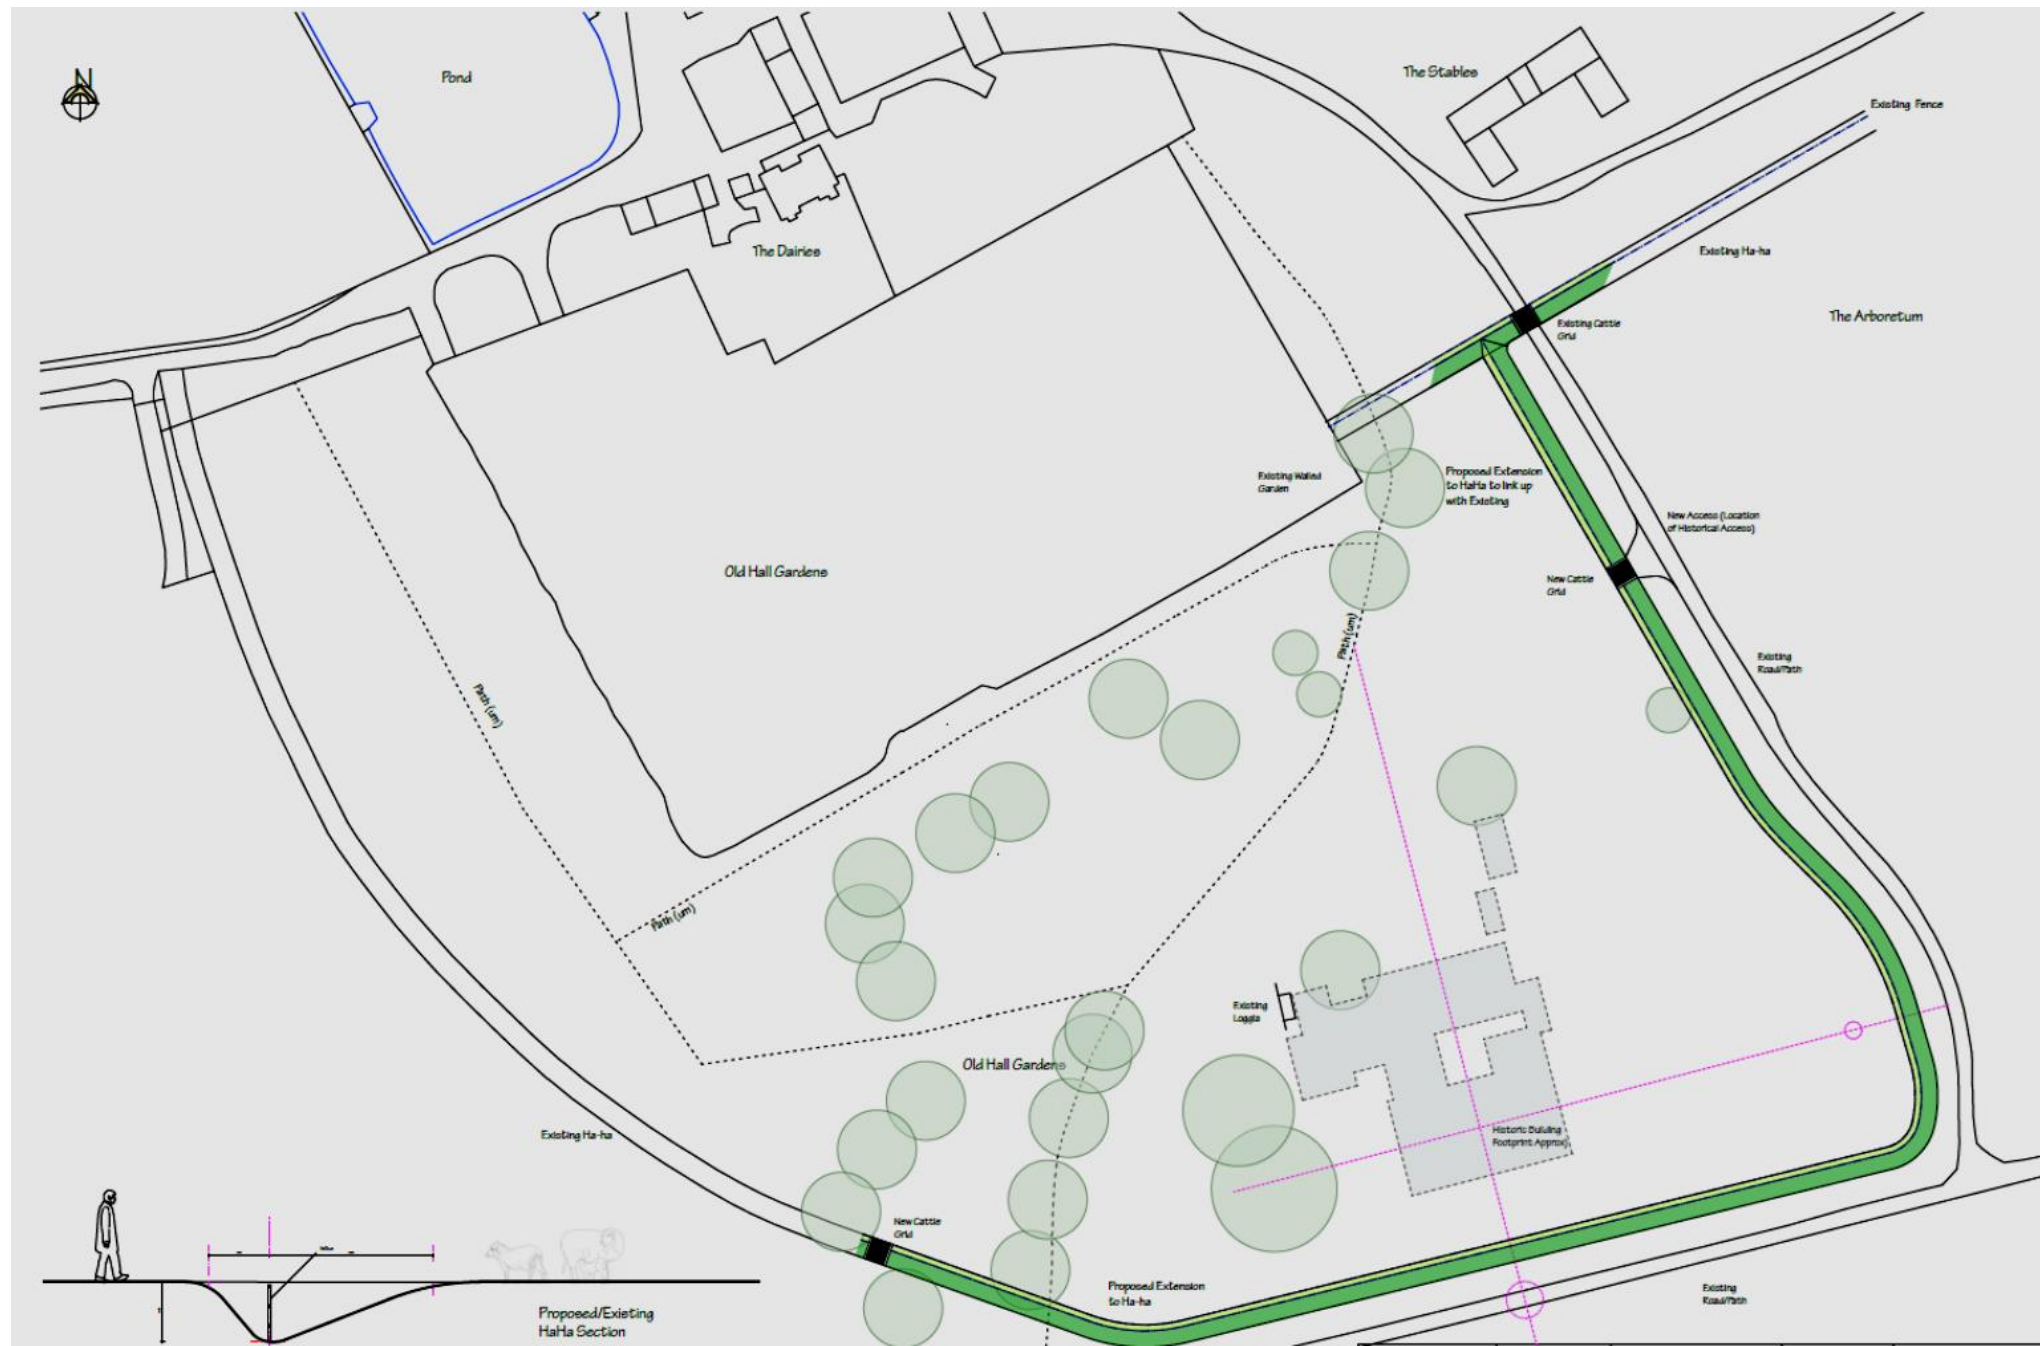 N
Pond
The Stables
Existing Fence
The Dairies
Existing Ha-ha
The Arboretum
Existing Cattle
Grid
Existing Walled
Garden
Proposed Extension
to HaHa to link up
with Existing
New Access (Location
of Historical Access)
Old Hall Gardens
New Cattle
Grid
Path (um)
Existing
Road/Path
Path (um)
Path (um)
Existing
Loggia
Old Hall Gardens
Historic Building
Footprint Approx)
Existing Ha-ha
New Cattle
Grid
Proposed Extension
to Ha-ha
Existing
Road/Path
Proposed/Existing
HaHa Section